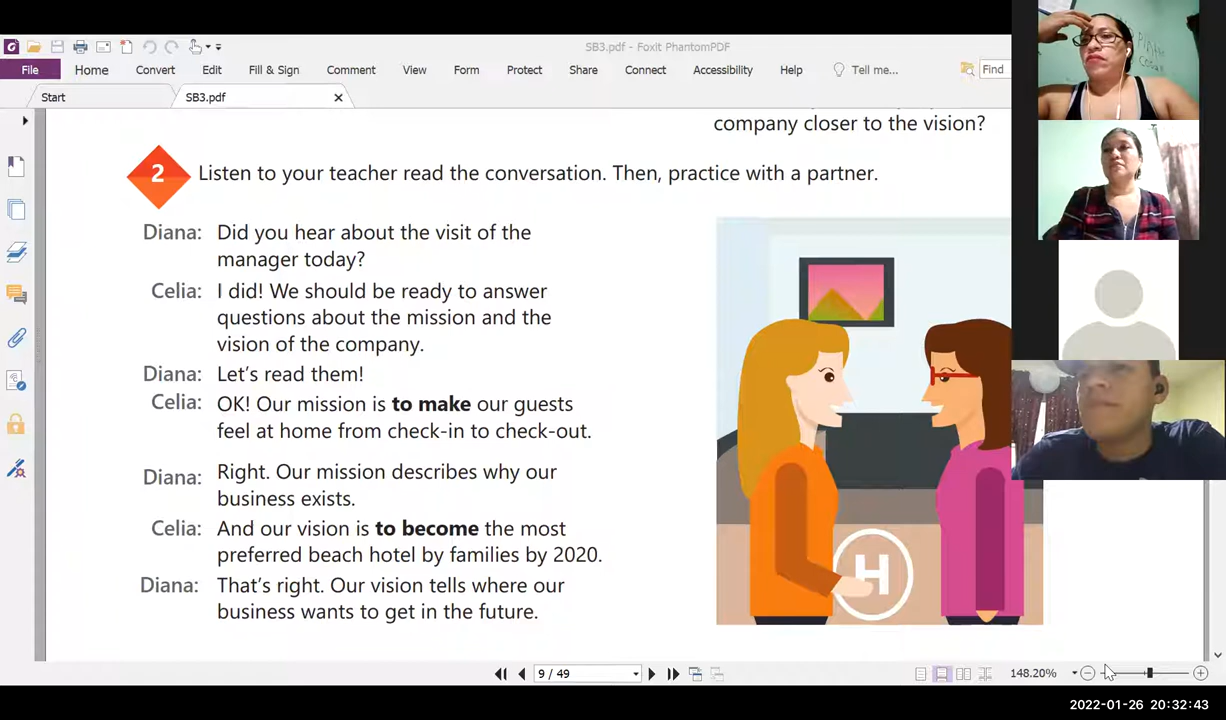 SB3.pdf - Foxit PhantomPDF
File Home Convert Edit Fill & Sign Comment View Form Protect Share Connect Accessibility Help Tell me... Find
Start SB3.pdf
company closer to the vision?
2 Listen to your teacher read the conversation. Then, practice with a partner.
Diana: Did you hear about the visit of the
manager today?
Celia: I did! We should be ready to answer
questions about the mission and the
vision of the company.
Diana: Let's read them!
Celia: OK! Our mission is to make our guests
feel at home from check-in to check-out.
Diana: Right. Our mission describes why our
business exists.
Celia: And our vision is to become the most
preferred beach hotel by families by 2020.
Diana: That's right. Our vision tells where our
business wants to get in the future.
H
9 / 49
148.20%
2022-01-26 20:32:43